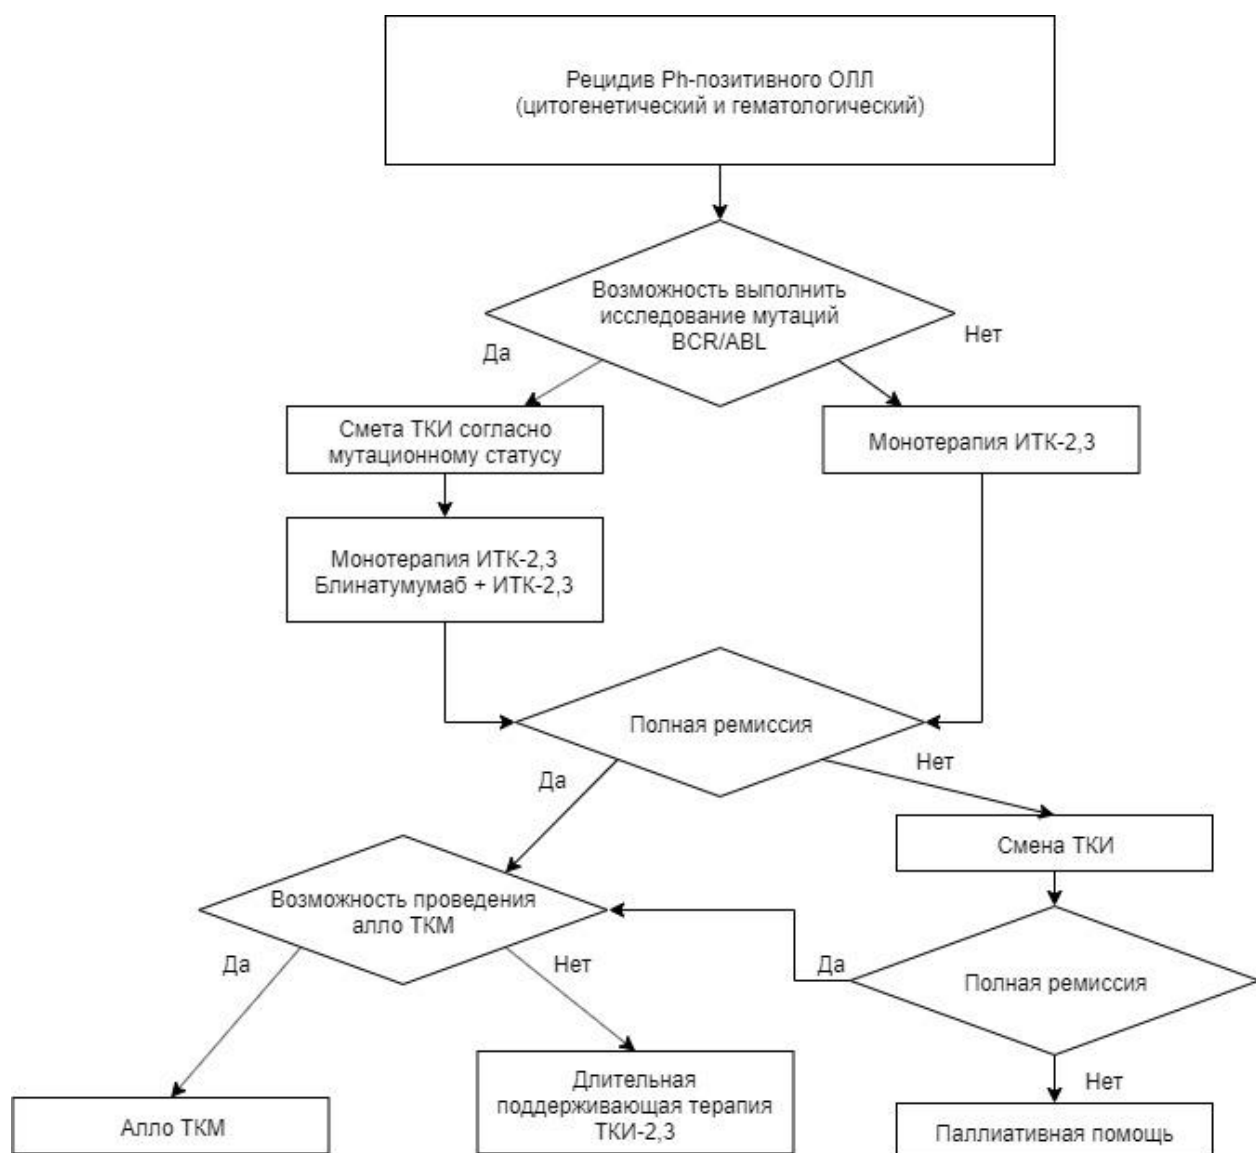 Рецидив Ph-позитивного ОЛЛ
(цитогенетический и гематологический)
Возможность выполнить
исследование мутаций
BCR/ABL
Да
Нет
Смета ТКИ согласно
мутационному статусу
Монотерапия ИТК-2,3
Монотерапия ИТК-2,3
Блинатумумаб + ИТК-2,3
Полная ремиссия
Да
Нет
Смена ТКИ
Возможность проведения
алло ТКМ
Да
Нет
Да
Полная ремиссия
Нет
Алло ТКМ
Длительная
поддерживающая терапия
ТКИ-2,3
Паллиативная помощь